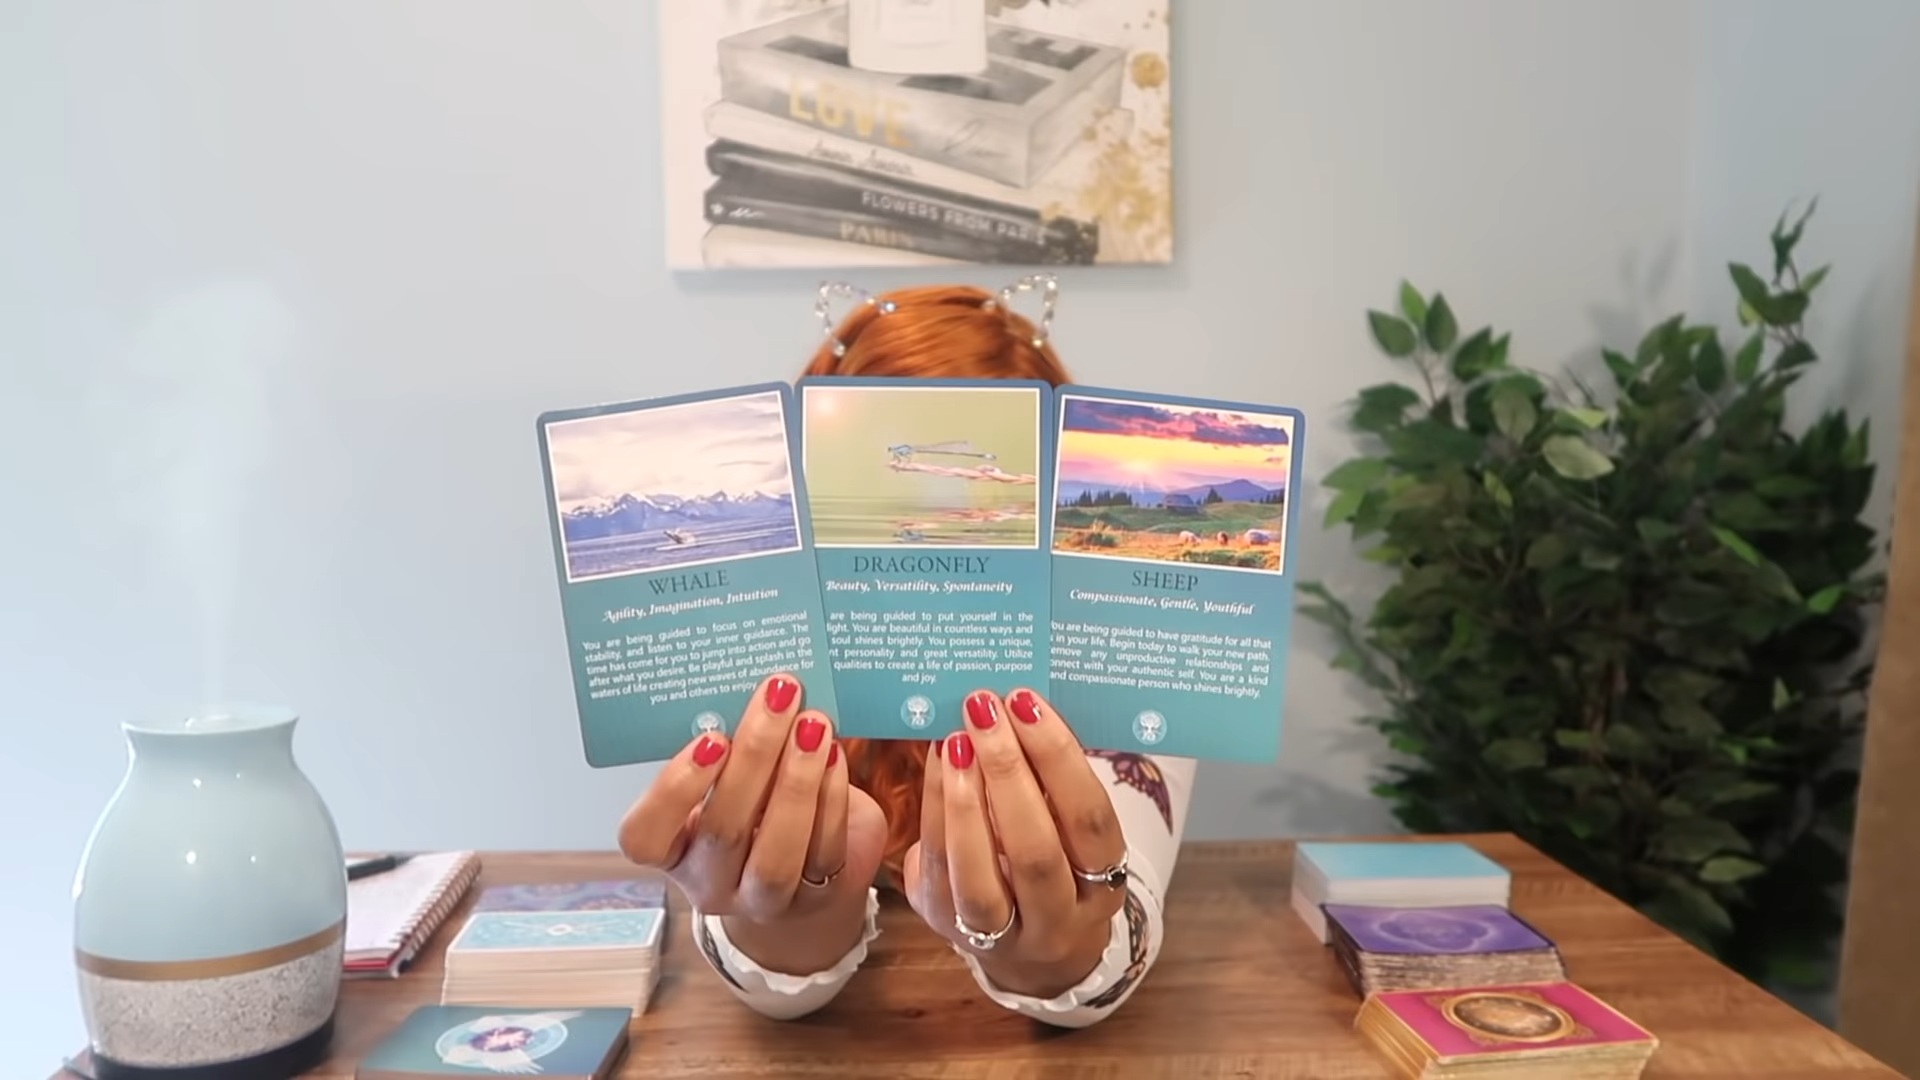 LOVE
FLOWERS FROM PARIS
PARIS
WHALE
Agility, Imagination, Intuition
You are being guided to focus on emotional
stability, and listen to your inner guidance. The
time has come for you to jump into action and go
after what you desire. Be playful and splash in the
waters of life creating new waves of abundance for
you and others to enjoy
DRAGONFLY
Beauty, Versatility, Spontaneity
are being guided to put yourself in the
light. You are beautiful in countless ways and
soul shines brightly. You possess a unique,
nt personality and great versatility. Utilize
qualities to create a life of passion, purpose
and joy.
SHEEP
Compassionate, Gentle, Youthful
You are being guided to have gratitude for all that
s in your life. Begin today to walk your new path.
emove any unproductive relationships and
onnect with your authentic self. You are a kind
and compassionate person who shines brightly.